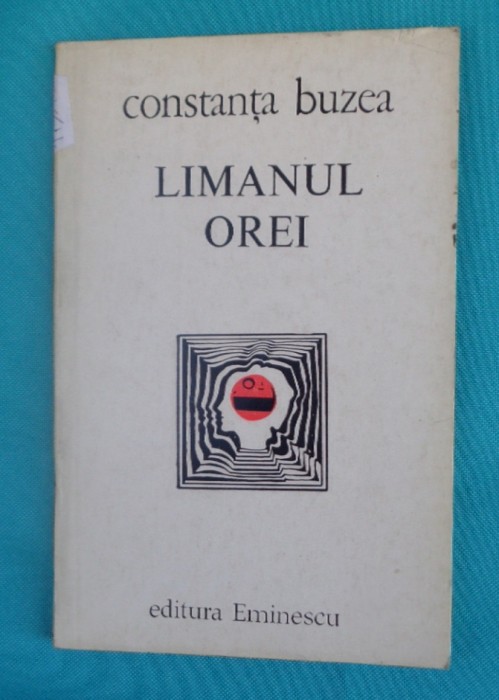 constanța buzea
LIMANUL
OREI
editura Eminescu